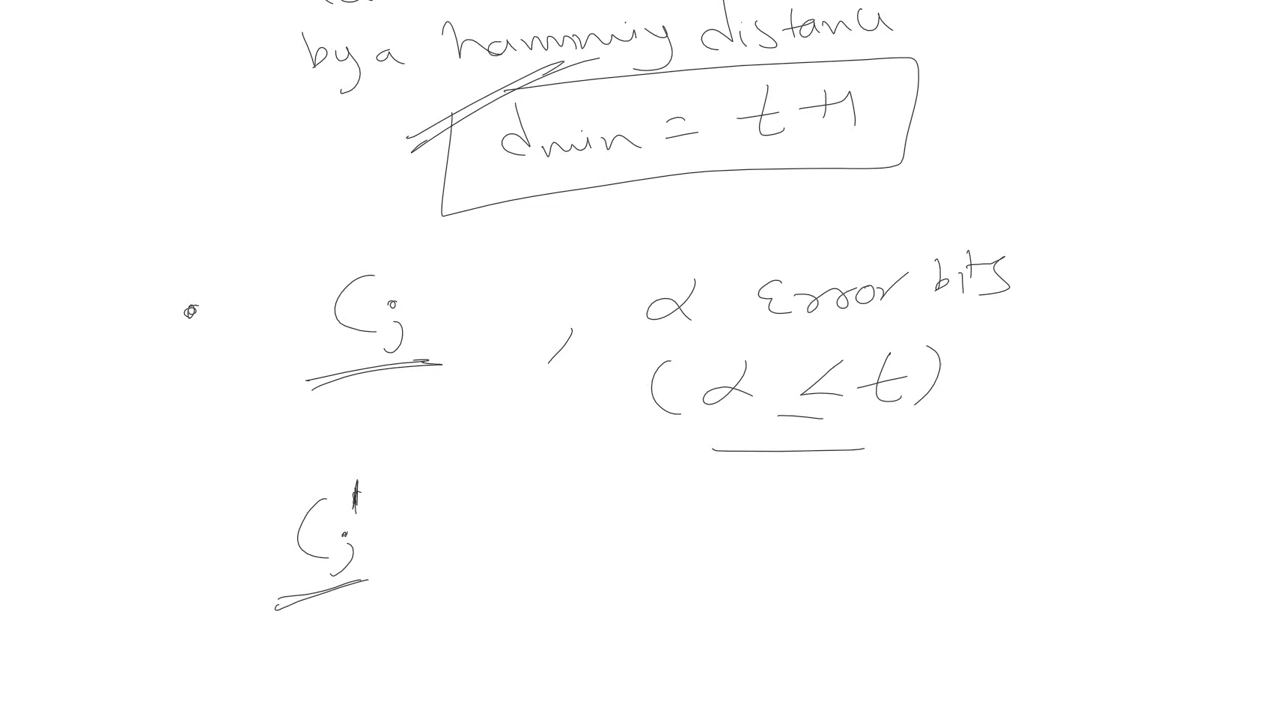 by a hamming distance
dmin = t+1
Cj , α Error bits
(α ≤ t)
Cj'